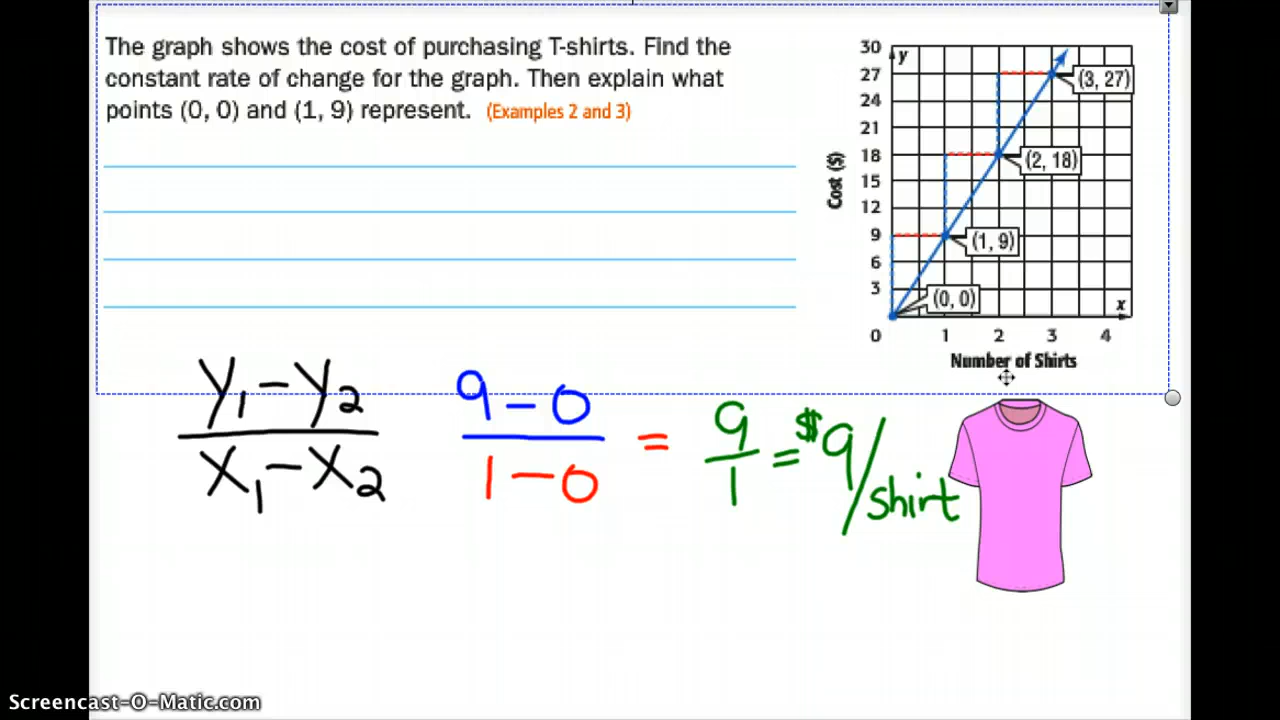 The graph shows the cost of purchasing T-shirts. Find the
constant rate of change for the graph. Then explain what
points (0, 0) and (1, 9) represent. (Examples 2 and 3)
30
27
24
21
18
15
12
9
6
3
0
1
2
3
4
y
x
Cost ($)
Number of Shirts
(3, 27)
(2, 18)
(1, 9)
(0, 0)
y₁ − y₂
x₁ − x₂
9 − 0
1 − 0
=
9
1
= $9/shirt
Screencast-O-Matic.com